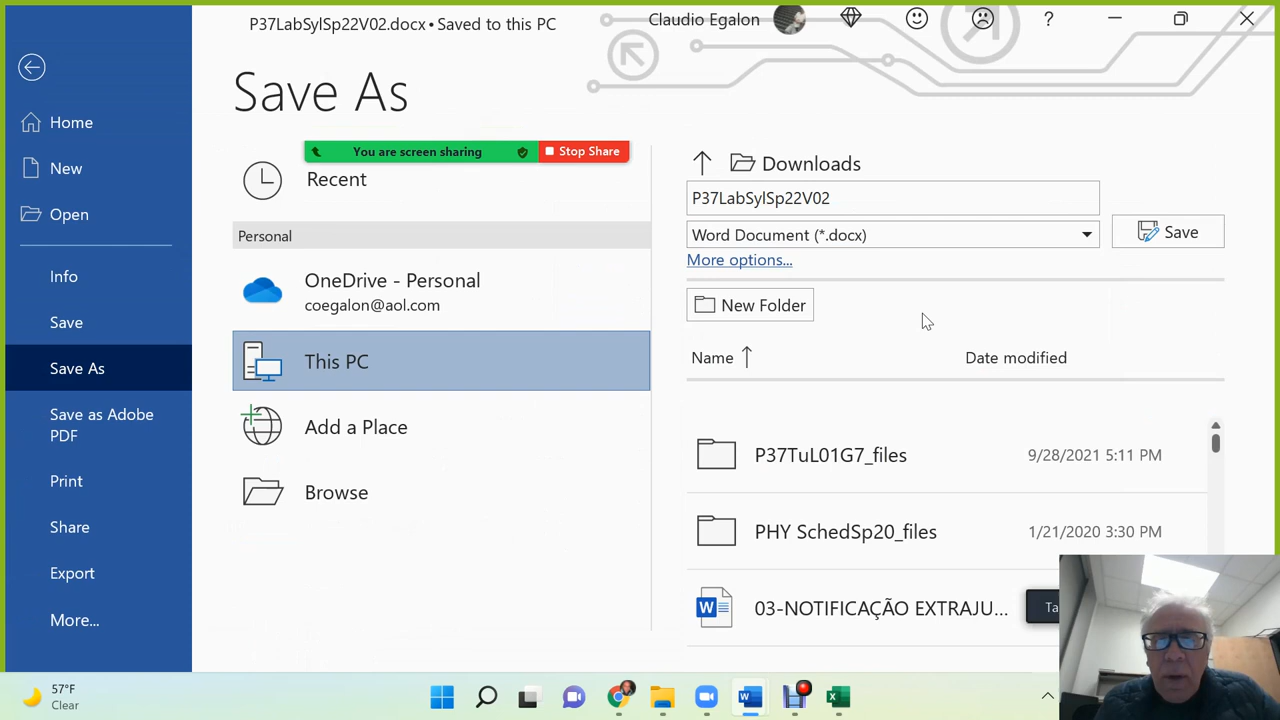 P37LabSylSp22V02.docx • Saved to this PC
Claudio Egalon
?
Save As
Home
New
Open
Info
Save
Save As
Save as Adobe
PDF
Print
Share
Export
More...
You are screen sharing
Stop Share
Recent
Personal
OneDrive - Personal
coegalon@aol.com
This PC
Add a Place
Browse
Downloads
P37LabSylSp22V02
Word Document (*.docx)
Save
More options...
New Folder
Name
Date modified
P37TuL01G7_files
9/28/2021 5:11 PM
PHY SchedSp20_files
1/21/2020 3:30 PM
W
03-NOTIFICAÇÃO EXTRAJU...
Ta
57°F
Clear
W
X